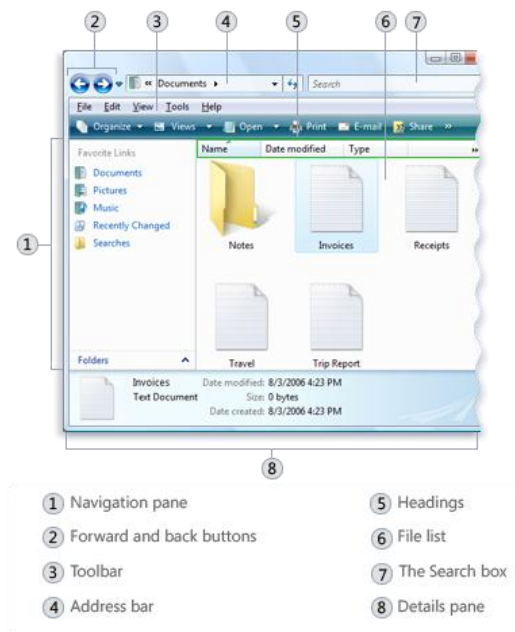 2 3 4 5 6 7
« Documents ▸ Search
File Edit View Tools Help
Organize Views Open Print E-mail Share »
Favorite Links Name Date modified Type »
Documents
Pictures
Music
Recently Changed
Searches
Notes Invoices Receipts
1
Travel Trip Report
Folders
Invoices Date modified: 8/3/2006 4:23 PM
Text Document Size: 0 bytes
Date created: 8/3/2006 4:23 PM
8
1 Navigation pane
2 Forward and back buttons
3 Toolbar
4 Address bar
5 Headings
6 File list
7 The Search box
8 Details pane